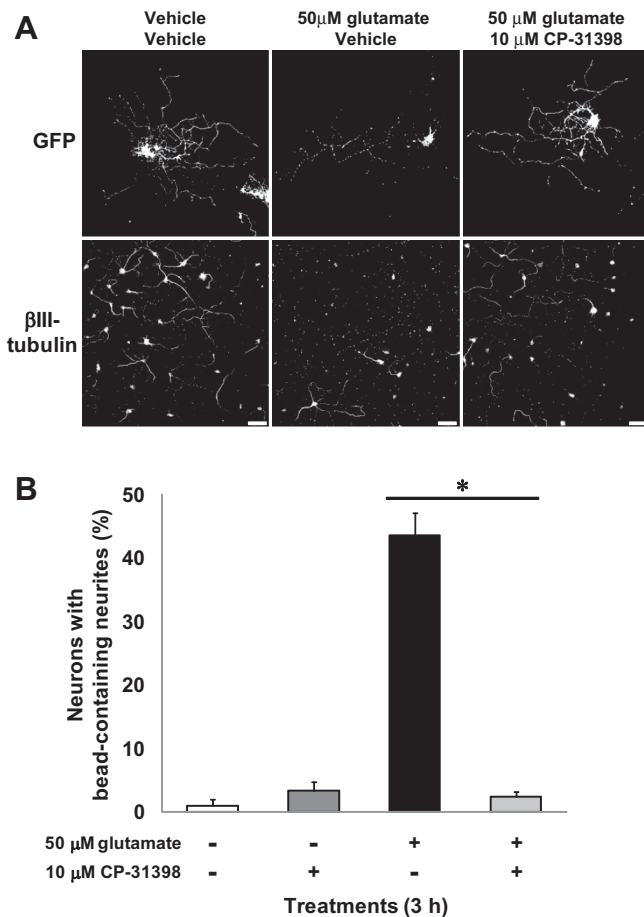 A
Vehicle
Vehicle
50μM glutamate
Vehicle
50 μM glutamate
10 μM CP-31398
GFP
βIII-
tubulin
B
Neurons with
bead-containing neurites (%)
50
40
30
20
10
0
*
50 μM glutamate - - + +
10 μM CP-31398 - + - +
Treatments (3 h)